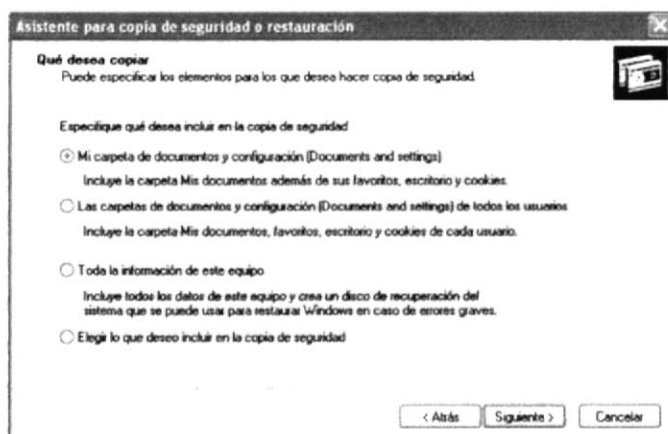 Asistente para copia de seguridad o restauración
Qué desea copiar
Puede especificar los elementos para los que desea hacer copia de seguridad.
Especifique qué desea incluir en la copia de seguridad
Mi carpeta de documentos y configuración (Documents and settings)
Incluye la carpeta Mis documentos además de sus favoritos, escritorio y cookies.
Las carpetas de documentos y configuración (Documents and settings) de todos los usuarios
Incluye la carpeta Mis documentos, favoritos, escritorio y cookies de cada usuario.
Toda la información de este equipo
Incluye todos los datos de este equipo y crea un disco de recuperación del
sistema que se puede usar para restaurar Windows en caso de errores graves.
Elegir lo que deseo incluir en la copia de seguridad
< Atrás Siguiente > Cancelar